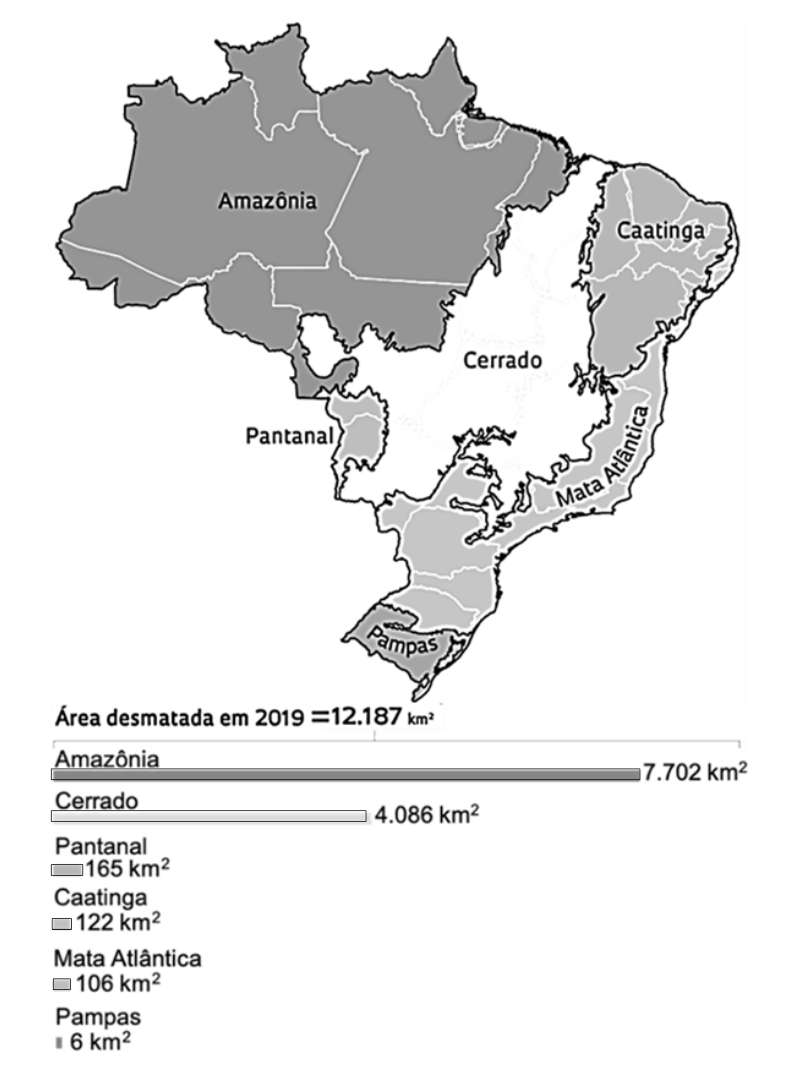 Amazônia
Caatinga
Cerrado
Pantanal
Mata Atlântica
Pampas
Área desmatada em 2019 =12.187 km²
Amazônia
7.702 km²
Cerrado
4.086 km²
Pantanal
165 km²
Caatinga
122 km²
Mata Atlântica
106 km²
Pampas
6 km²